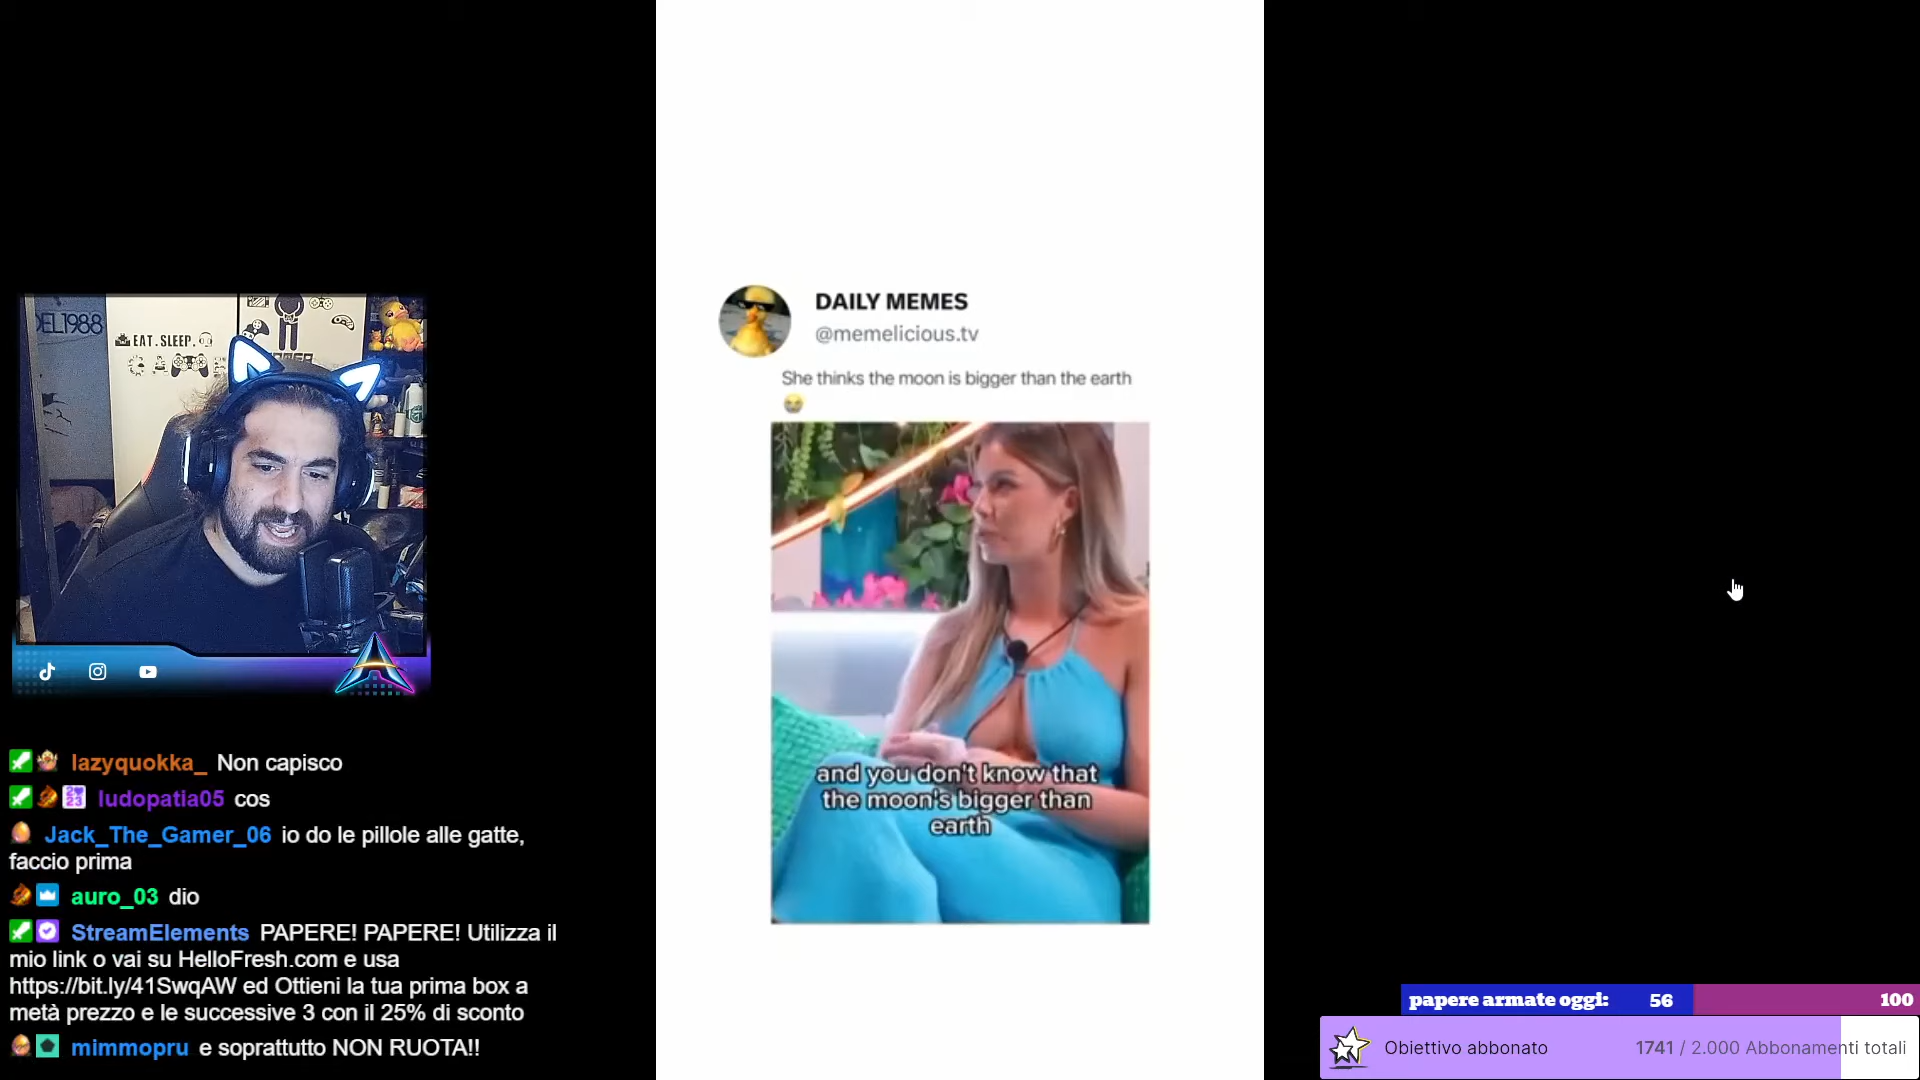 DAILY MEMES
@memelicious.tv
She thinks the moon is bigger than the earth
and you don't know that
the moon's bigger than
earth
DEL1988
EAT.SLEEP.
lazyquokka_ Non capisco
ludopatia05 cos
Jack_The_Gamer_06 io do le pillole alle gatte,
faccio prima
auro_03 dio
StreamElements PAPERE! PAPERE! Utilizza il
mio link o vai su HelloFresh.com e usa
https://bit.ly/41SwqAW ed Ottieni la tua prima box a
metà prezzo e le successive 3 con il 25% di sconto
mimmopru e soprattutto NON RUOTA!!
papere armate oggi: 56 100
Obiettivo abbonato 1741 / 2.000 Abbonamenti totali